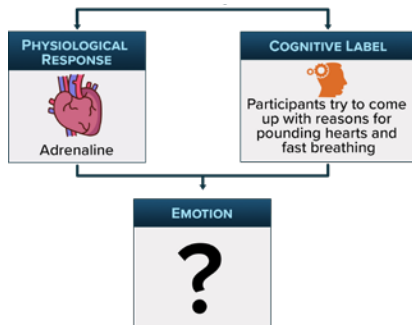 PHYSIOLOGICAL
RESPONSE
Adrenaline
COGNITIVE LABEL
Participants try to come
up with reasons for
pounding hearts and
fast breathing
EMOTION
?